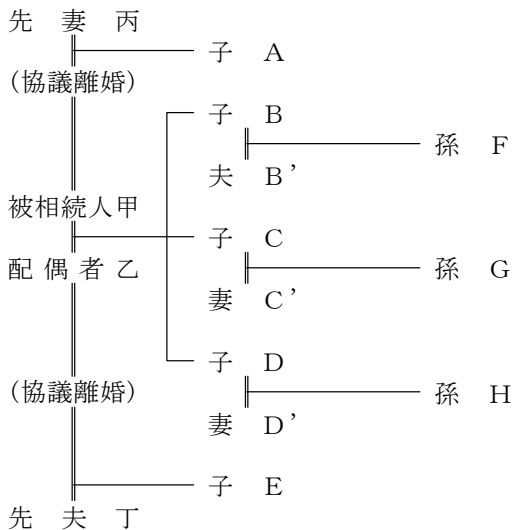 先 妻 丙
子 A
(協議離婚)
子 B
孫 F
夫 B’
被相続人甲
子 C
配偶者乙
孫 G
妻 C’
子 D
(協議離婚)
孫 H
妻 D’
子 E
先 夫 丁